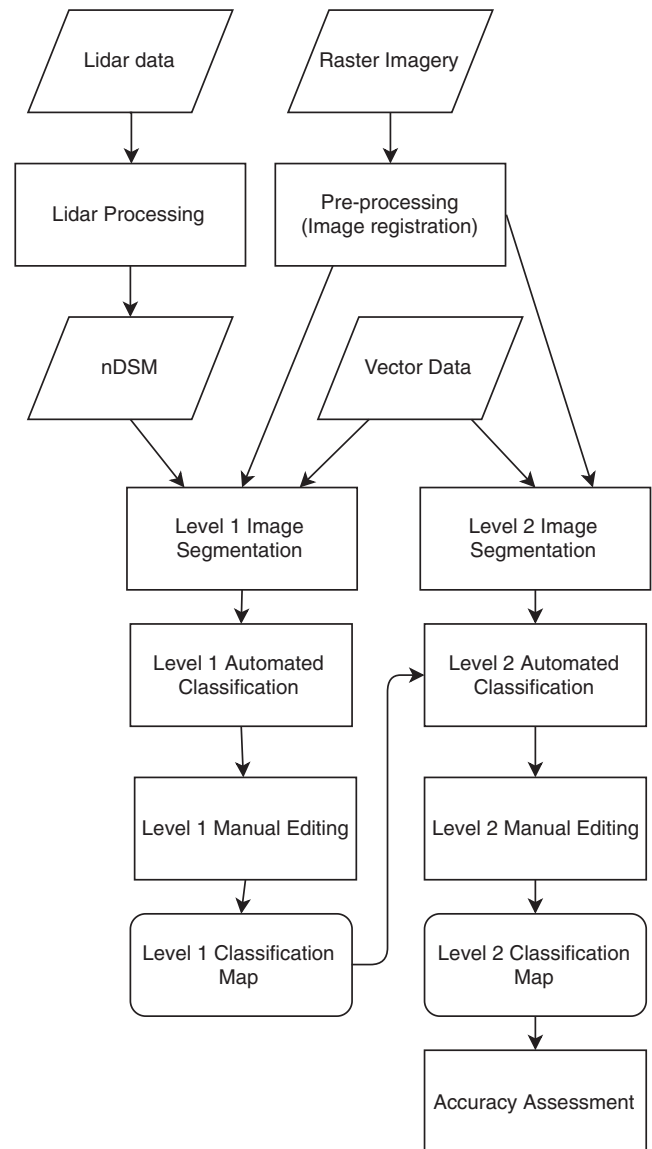 Lidar data
Raster Imagery
Lidar Processing
Pre-processing
(Image registration)
nDSM
Vector Data
Level 1 Image
Segmentation
Level 2 Image
Segmentation
Level 1 Automated
Classification
Level 2 Automated
Classification
Level 1 Manual Editing
Level 2 Manual Editing
Level 1 Classification
Map
Level 2 Classification
Map
Accuracy Assessment